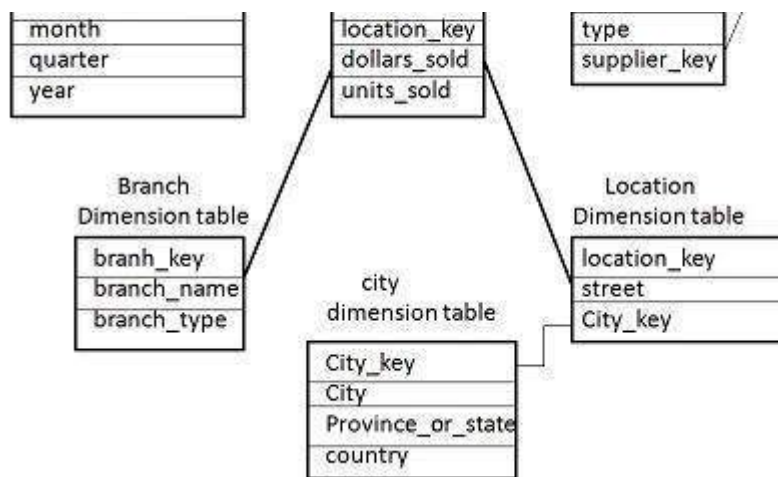 month
quarter
year
location_key
dollars_sold
units_sold
type
supplier_key
Branch
Dimension table
branh_key
branch_name
branch_type
city
dimension table
City_key
City
Province_or_state
country
Location
Dimension table
location_key
street
City_key